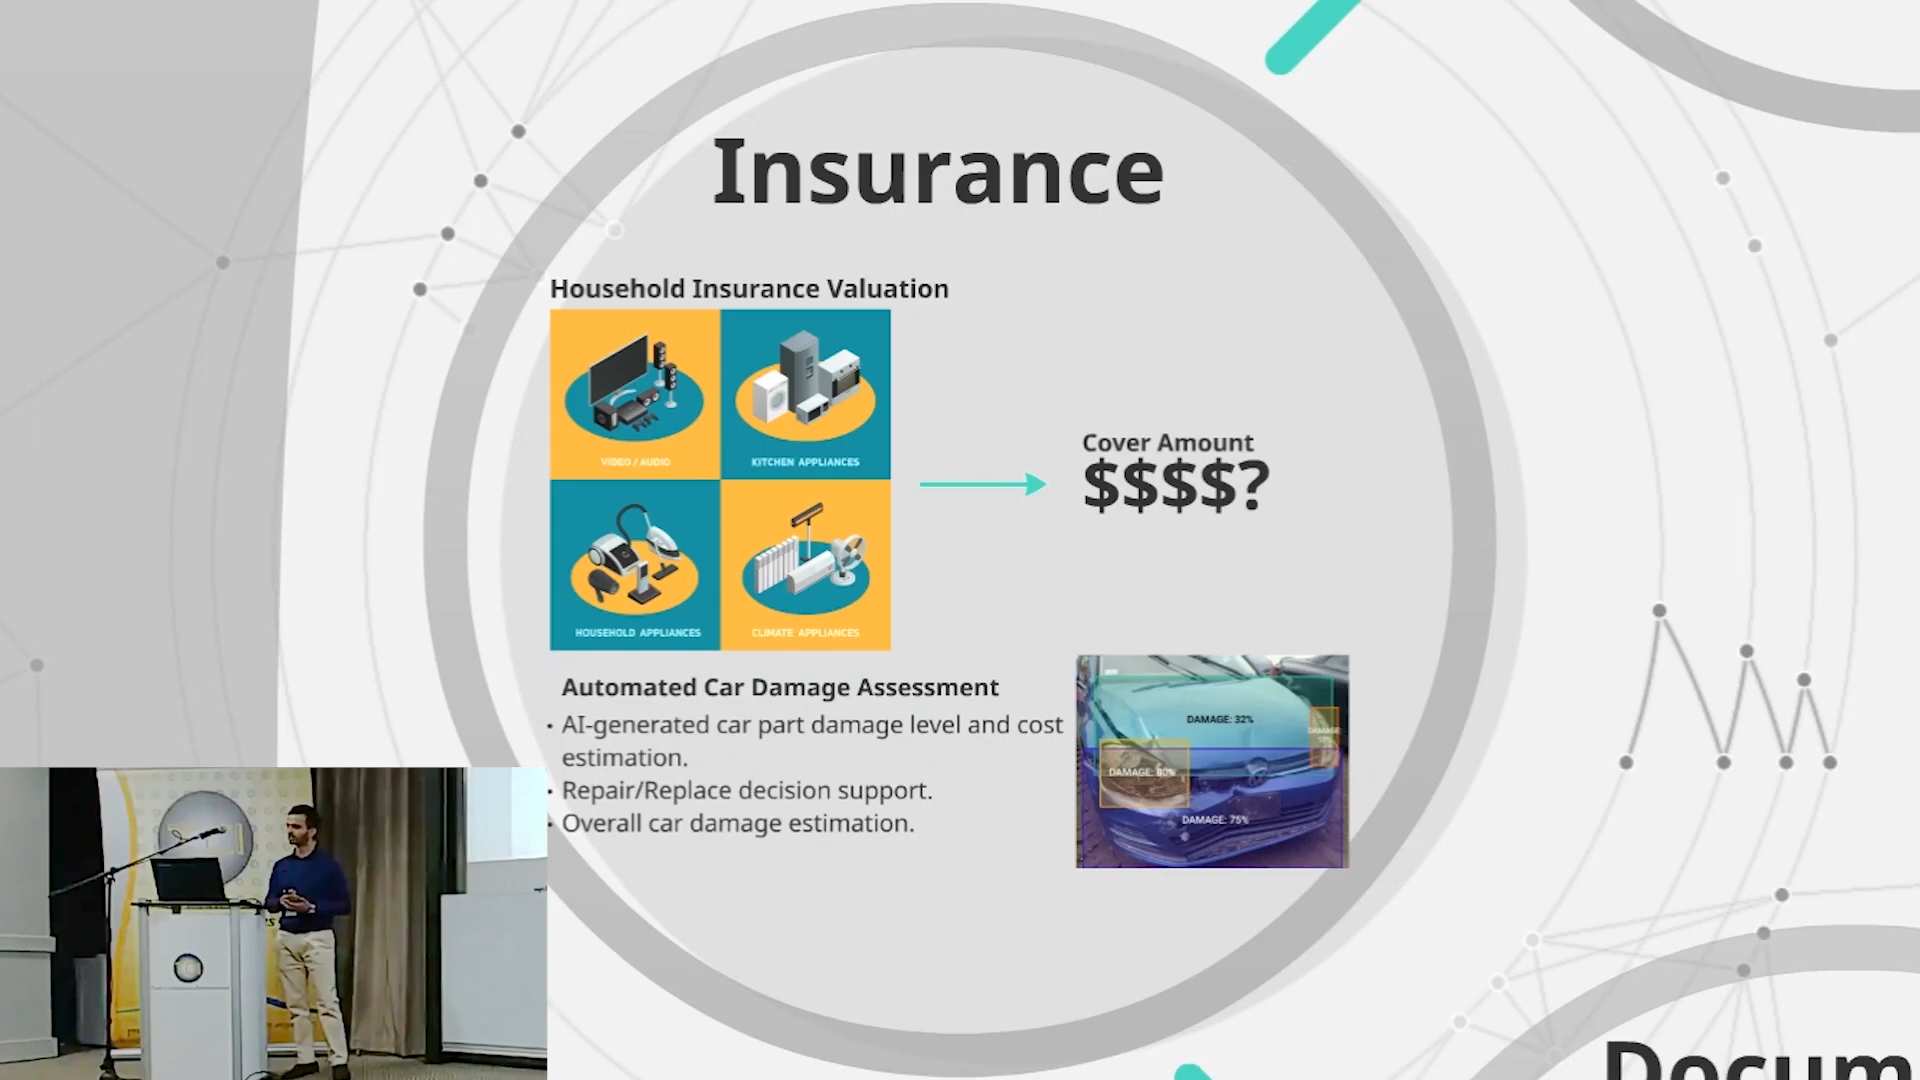 Insurance
Household Insurance Valuation
VIDEO / AUDIO
KITCHEN APPLIANCES
HOUSEHOLD APPLIANCES
CLIMATE APPLIANCES
Cover Amount
$$$$?
Automated Car Damage Assessment
· AI-generated car part damage level and cost
estimation.
· Repair/Replace decision support.
· Overall car damage estimation.
DAMAGE: 32%
DAMAGE: 80%
DAMAGE: 75%
Docum